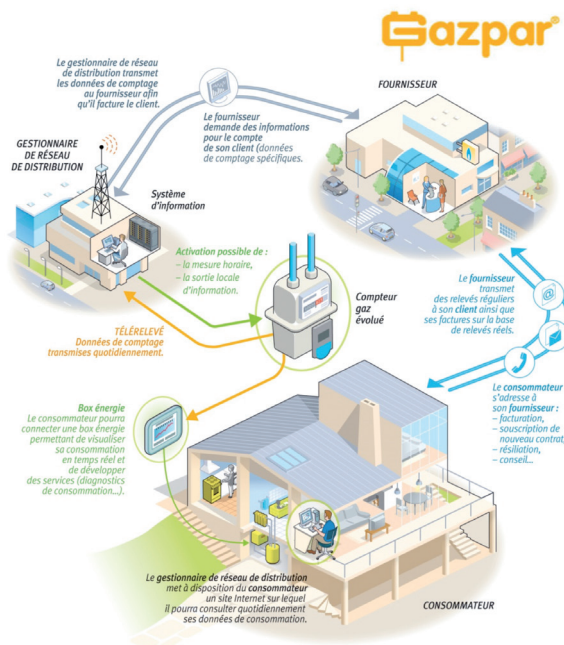 Gazpar®
Le gestionnaire de réseau
de distribution transmet
les données de comptage
au fournisseur afin
qu'il facture le client.
FOURNISSEUR
Le fournisseur
demande des informations
pour le compte
de son client (données
de comptage spécifiques.
GESTIONNAIRE
DE RÉSEAU
DE DISTRIBUTION
Système
d'information
Activation possible de :
– la mesure horaire,
– la sortie locale
d'information.
Compteur
gaz
évolué
Le fournisseur
transmet
des relevés réguliers
à son client ainsi que
ses factures sur la base
de relevés réels.
TÉLÉRELEVÉ
Données de comptage
transmises quotidiennement.
Le consommateur
s'adresse à
son fournisseur :
– facturation,
– souscription de
nouveau contrat,
– résiliation,
– conseil...
Box énergie
Le consommateur pourra
connecter une box énergie
permettant de visualiser
sa consommation
en temps réel et
de développer
des services (diagnostics
de consommation...).
Le gestionnaire de réseau de distribution
met à disposition du consommateur
un site Internet sur lequel
il pourra consulter quotidiennement
ses données de consommation.
CONSOMMATEUR